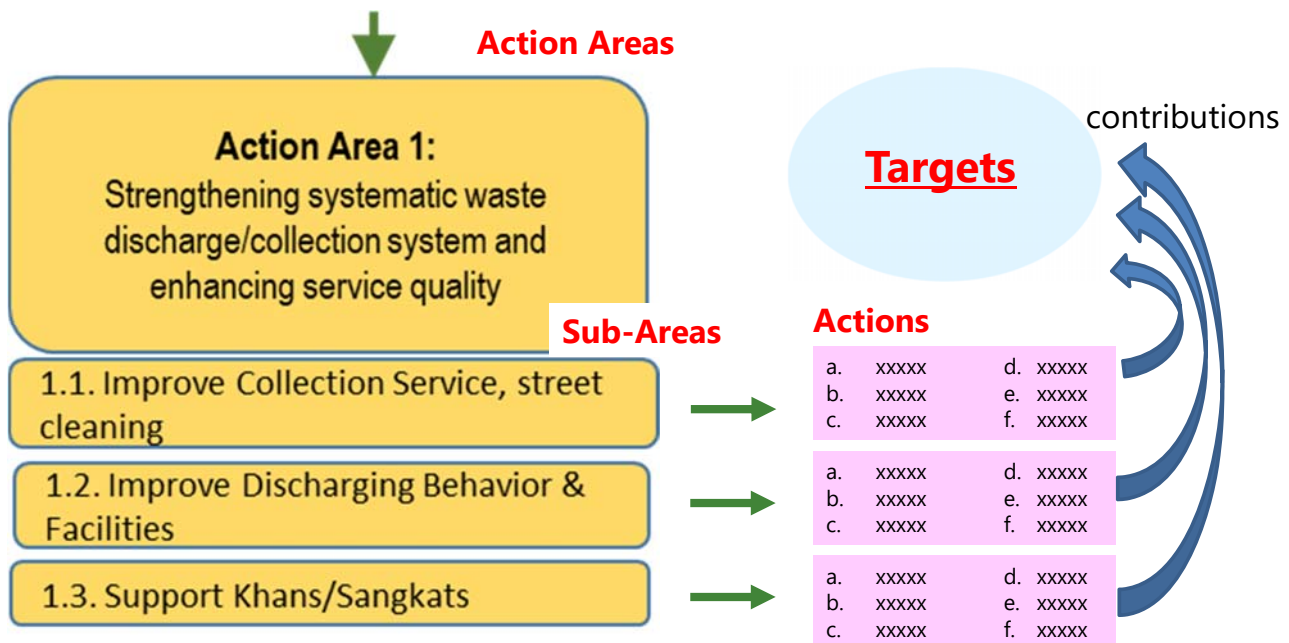 Action Areas
Action Area 1:
Strengthening systematic waste
discharge/collection system and
enhancing service quality
Sub-Areas
1.1. Improve Collection Service, street
cleaning
1.2. Improve Discharging Behavior &
Facilities
1.3. Support Khans/Sangkats
Targets
contributions
Actions
a. xxxxx d. xxxxx
b. xxxxx e. xxxxx
c. xxxxx f. xxxxx
a. xxxxx d. xxxxx
b. xxxxx e. xxxxx
c. xxxxx f. xxxxx
a. xxxxx d. xxxxx
b. xxxxx e. xxxxx
c. xxxxx f. xxxxx